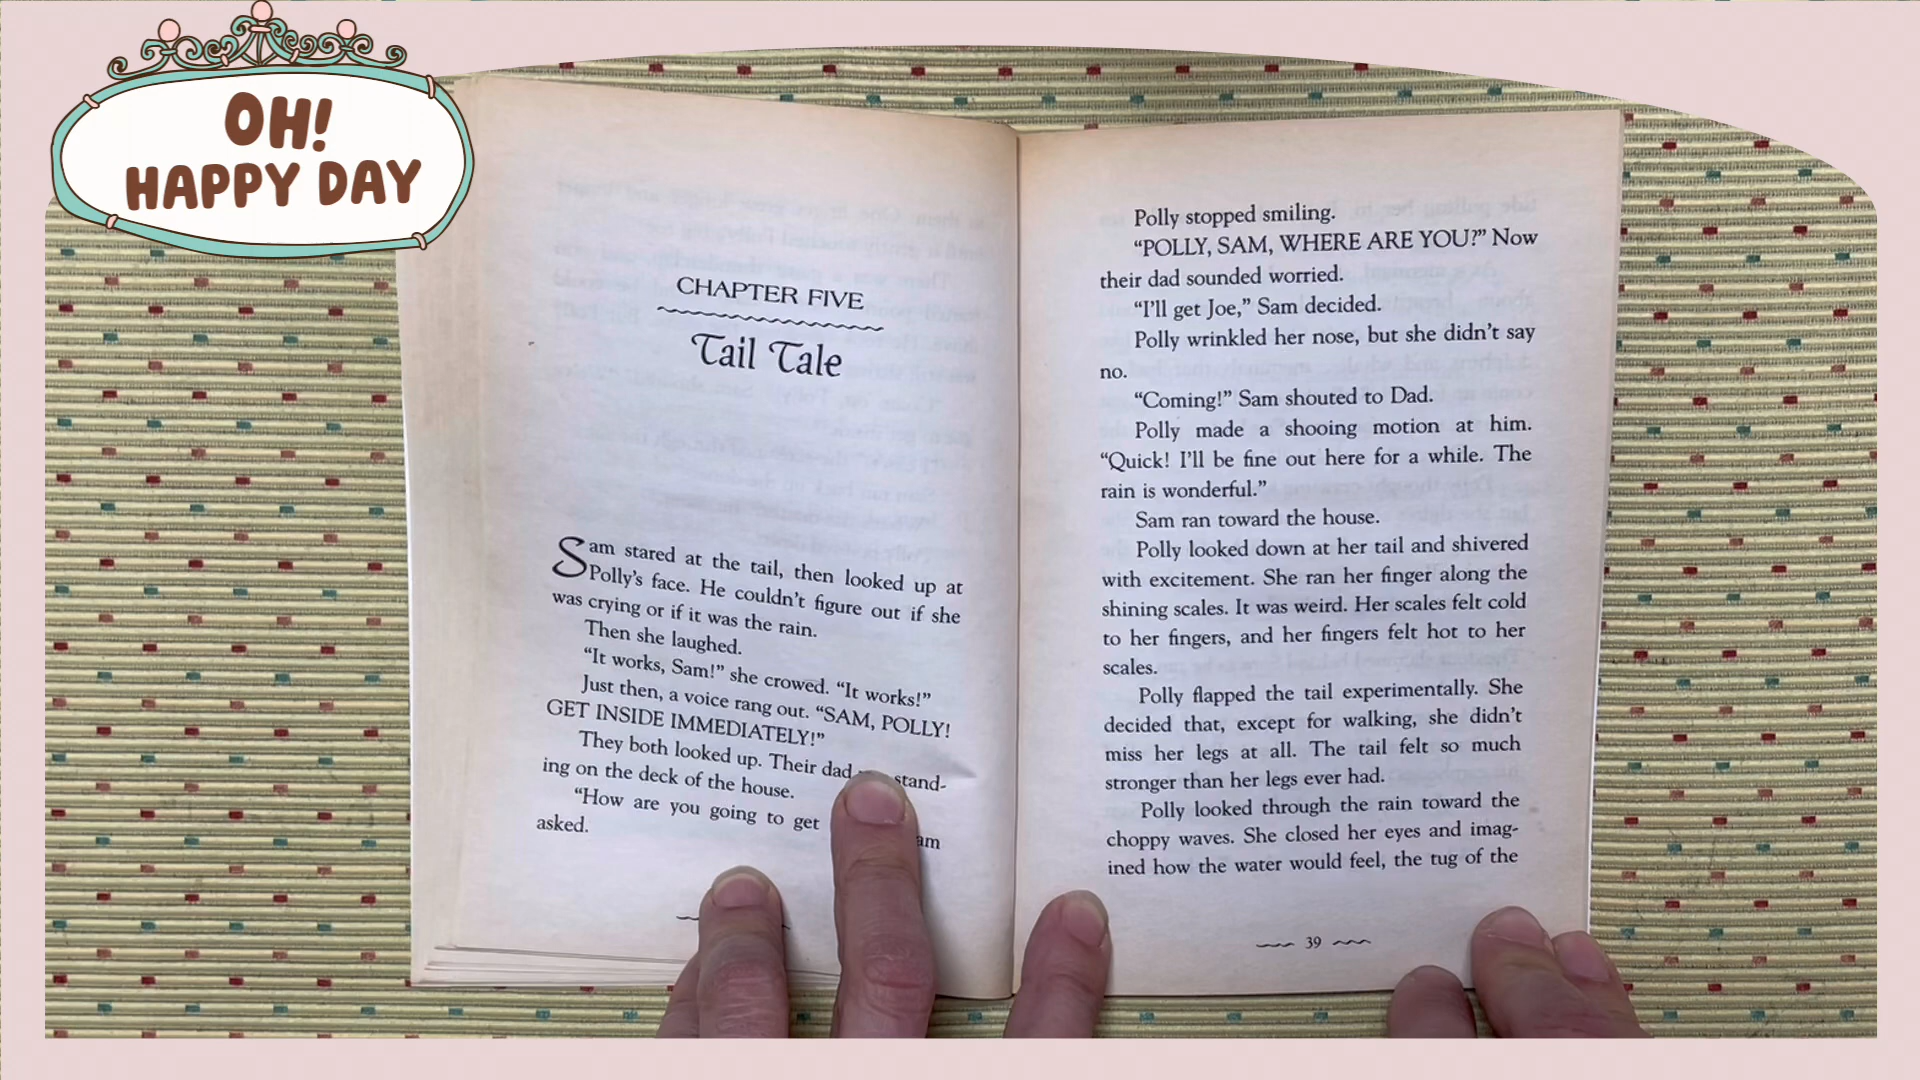 OH!
HAPPY DAY
CHAPTER FIVE
Tail Tale
Sam stared at the tail, then looked up at
Polly's face. He couldn't figure out if she
was crying or if it was the rain.
Then she laughed.
“It works, Sam!” she crowed. “It works!”
Just then, a voice rang out. “SAM, POLLY!
GET INSIDE IMMEDIATELY!”
They both looked up. Their dad stand-
ing on the deck of the house.
“How are you going to get
asked.
Polly stopped smiling.
“POLLY, SAM, WHERE ARE YOU?” Now
their dad sounded worried.
“I'll get Joe,” Sam decided.
Polly wrinkled her nose, but she didn't say
no.
“Coming!” Sam shouted to Dad.
Polly made a shooing motion at him.
“Quick! I'll be fine out here for a while. The
rain is wonderful.”
Sam ran toward the house.
Polly looked down at her tail and shivered
with excitement. She ran her finger along the
shining scales. It was weird. Her scales felt cold
to her fingers, and her fingers felt hot to her
scales.
Polly flapped the tail experimentally. She
decided that, except for walking, she didn't
miss her legs at all. The tail felt so much
stronger than her legs ever had.
Polly looked through the rain toward the
choppy waves. She closed her eyes and imag-
ined how the water would feel, the tug of the
39